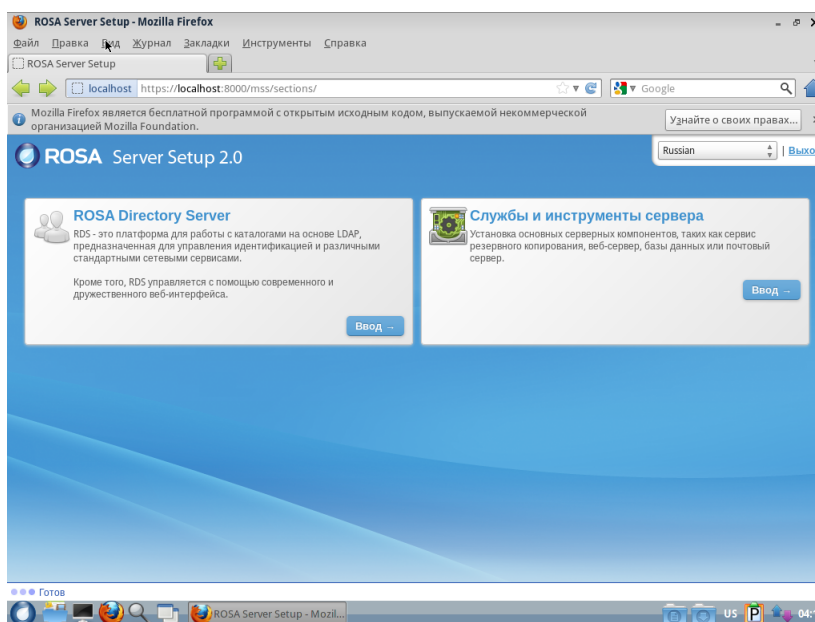 ROSA Server Setup - Mozilla Firefox
Файл Правка Вид Журнал Закладки Инструменты Справка
ROSA Server Setup
localhost https://localhost:8000/mss/sections/
Google
Mozilla Firefox является бесплатной программой с открытым исходным кодом, выпускаемой некоммерческой
организацией Mozilla Foundation.
Узнайте о своих правах...
ROSA Server Setup 2.0
Russian
| Выхо
ROSA Directory Server
RDS - это платформа для работы с каталогами на основе LDAP,
предназначенная для управления идентификацией и различными
стандартными сетевыми сервисами.
Кроме того, RDS управляется с помощью современного и
дружественного веб-интерфейса.
Ввод →
Службы и инструменты сервера
Установка основных серверных компонентов, таких как сервис
резервного копирования, веб-сервер, базы данных или почтовый
сервер.
Ввод →
Готов
ROSA Server Setup - Mozil...
US
P
04: